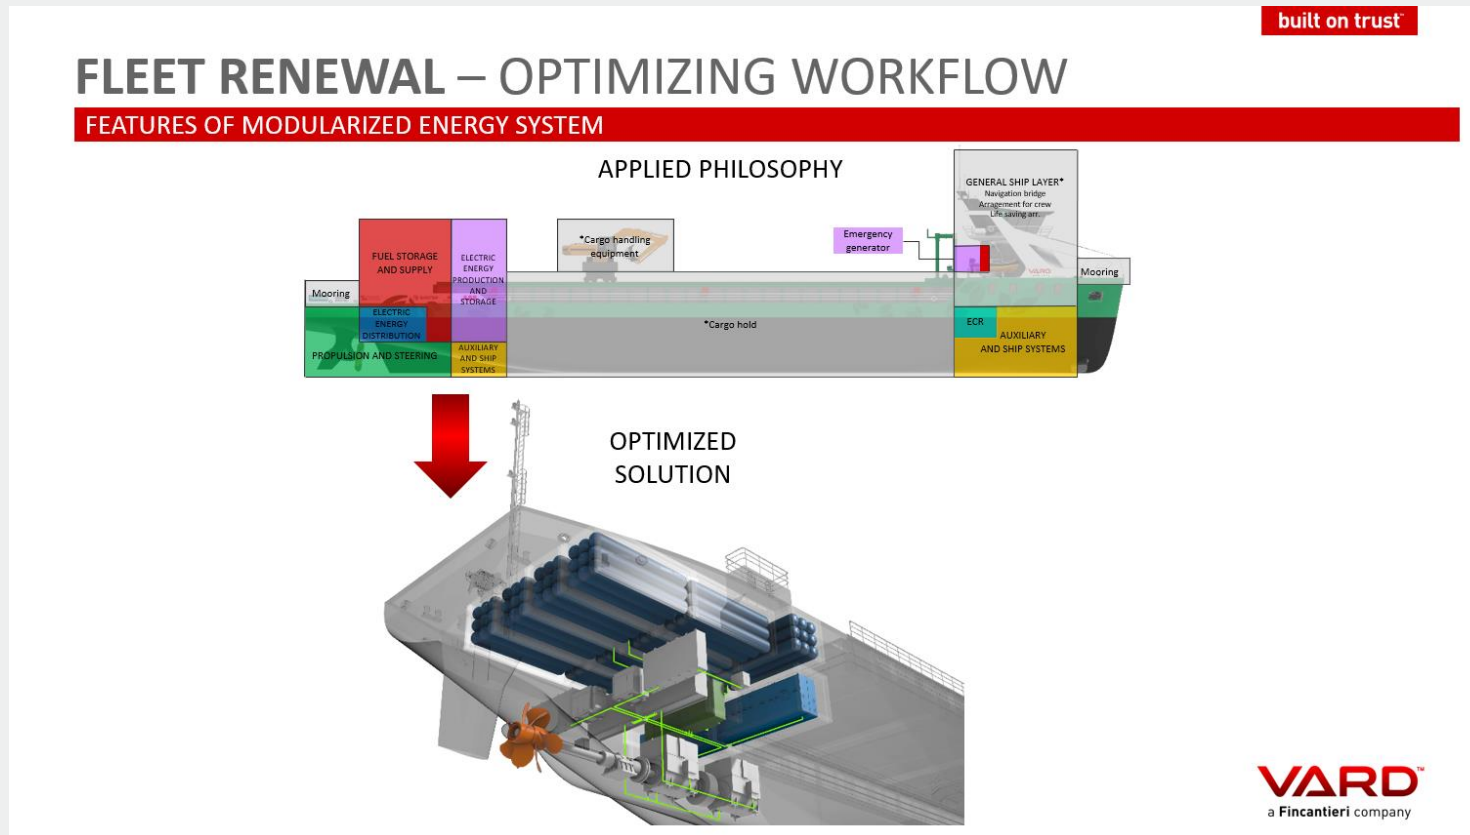 built on trust™
FLEET RENEWAL – OPTIMIZING WORKFLOW
FEATURES OF MODULARIZED ENERGY SYSTEM
APPLIED PHILOSOPHY
GENERAL SHIP LAYER*
Navigation bridge
Arragement for crew
Life saving arr.
*Cargo handling
equipment
Emergency
generator
FUEL STORAGE
AND SUPPLY
ELECTRIC
ENERGY
PRODUCTION
AND
STORAGE
Mooring
Mooring
VARD
ELECTRIC
ENERGY
DISTRIBUTION
*Cargo hold
ECR
AUXILIARY
AND SHIP SYSTEMS
PROPULSION AND STEERING
AUXILIARY
AND SHIP
SYSTEMS
OPTIMIZED
SOLUTION
VARD™
a Fincantieri company